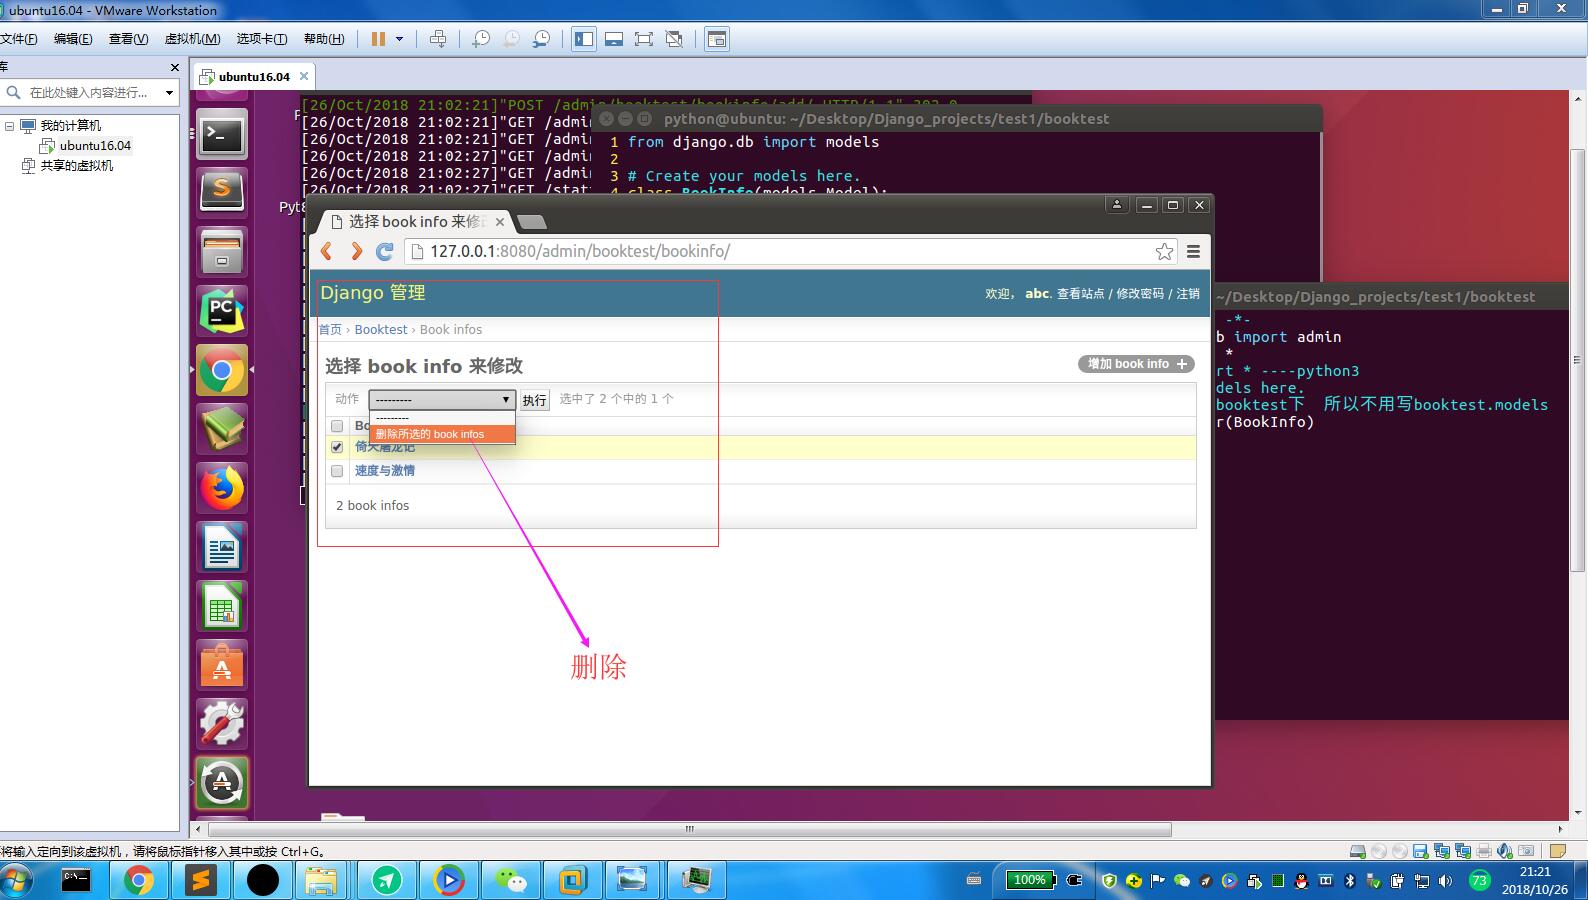 ubuntu16.04 - VMware Workstation
文件(F) 编辑(E) 查看(V) 虚拟机(M) 选项卡(T) 帮助(H)
库
在此处键入内容进行...
我的计算机
ubuntu16.04
共享的虚拟机
ubuntu16.04
[26/Oct/2018 21:02:21]"POST /admin/booktest/bookinfo/add/ HTTP/1.1" 302 0
[26/Oct/2018 21:02:21]"GET /admi
[26/Oct/2018 21:02:21]"GET /admi
[26/Oct/2018 21:02:27]"GET /admi
[26/Oct/2018 21:02:27]"GET /admi
[26/Oct/2018 21:02:27]"GET /stat
python@ubuntu: ~/Desktop/Django_projects/test1/booktest
1 from django.db import models
2
3 # Create your models here.
4 class BookInfo(models.Model):
选择 book info 来修改
127.0.0.1:8080/admin/booktest/bookinfo/
Django 管理
欢迎， abc. 查看站点 / 修改密码 / 注销
首页 › Booktest › Book infos
选择 book info 来修改
增加 book info +
动作 --------- 执行 选中了 2 个中的 1 个
---------
删除所选的 book infos
Bo
倚天屠龙记
速度与激情
2 book infos
删除
~/Desktop/Django_projects/test1/booktest
-*-
b import admin
*
rt * ----python3
dels here.
booktest下 所以不用写booktest.models
r(BookInfo)
将输入定向到该虚拟机，请将鼠标指针移入其中或按 Ctrl+G。
100%
73
21:21
2018/10/26